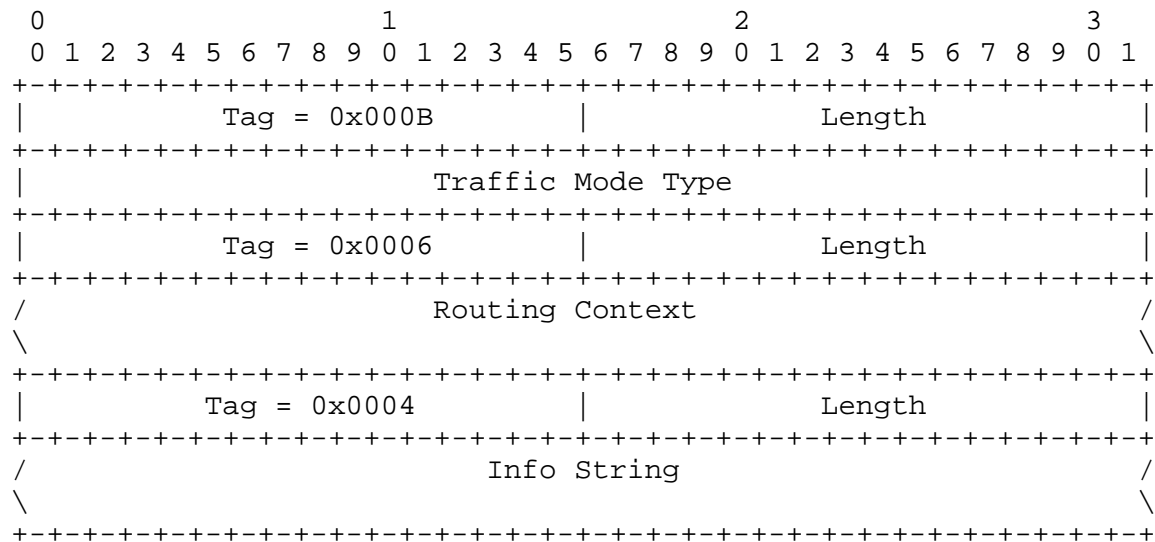 0                   1                   2                   3
 0 1 2 3 4 5 6 7 8 9 0 1 2 3 4 5 6 7 8 9 0 1 2 3 4 5 6 7 8 9 0 1
+-+-+-+-+-+-+-+-+-+-+-+-+-+-+-+-+-+-+-+-+-+-+-+-+-+-+-+-+-+-+-+-+
|           Tag = 0x000B        |             Length            |
+-+-+-+-+-+-+-+-+-+-+-+-+-+-+-+-+-+-+-+-+-+-+-+-+-+-+-+-+-+-+-+-+
|                       Traffic Mode Type                       |
+-+-+-+-+-+-+-+-+-+-+-+-+-+-+-+-+-+-+-+-+-+-+-+-+-+-+-+-+-+-+-+-+
|           Tag = 0x0006        |             Length            |
+-+-+-+-+-+-+-+-+-+-+-+-+-+-+-+-+-+-+-+-+-+-+-+-+-+-+-+-+-+-+-+-+
/                       Routing Context                         /
\                                                               \
+-+-+-+-+-+-+-+-+-+-+-+-+-+-+-+-+-+-+-+-+-+-+-+-+-+-+-+-+-+-+-+-+
|          Tag = 0x0004         |             Length            |
+-+-+-+-+-+-+-+-+-+-+-+-+-+-+-+-+-+-+-+-+-+-+-+-+-+-+-+-+-+-+-+-+
/                          Info String                          /
\                                                               \
+-+-+-+-+-+-+-+-+-+-+-+-+-+-+-+-+-+-+-+-+-+-+-+-+-+-+-+-+-+-+-+-+